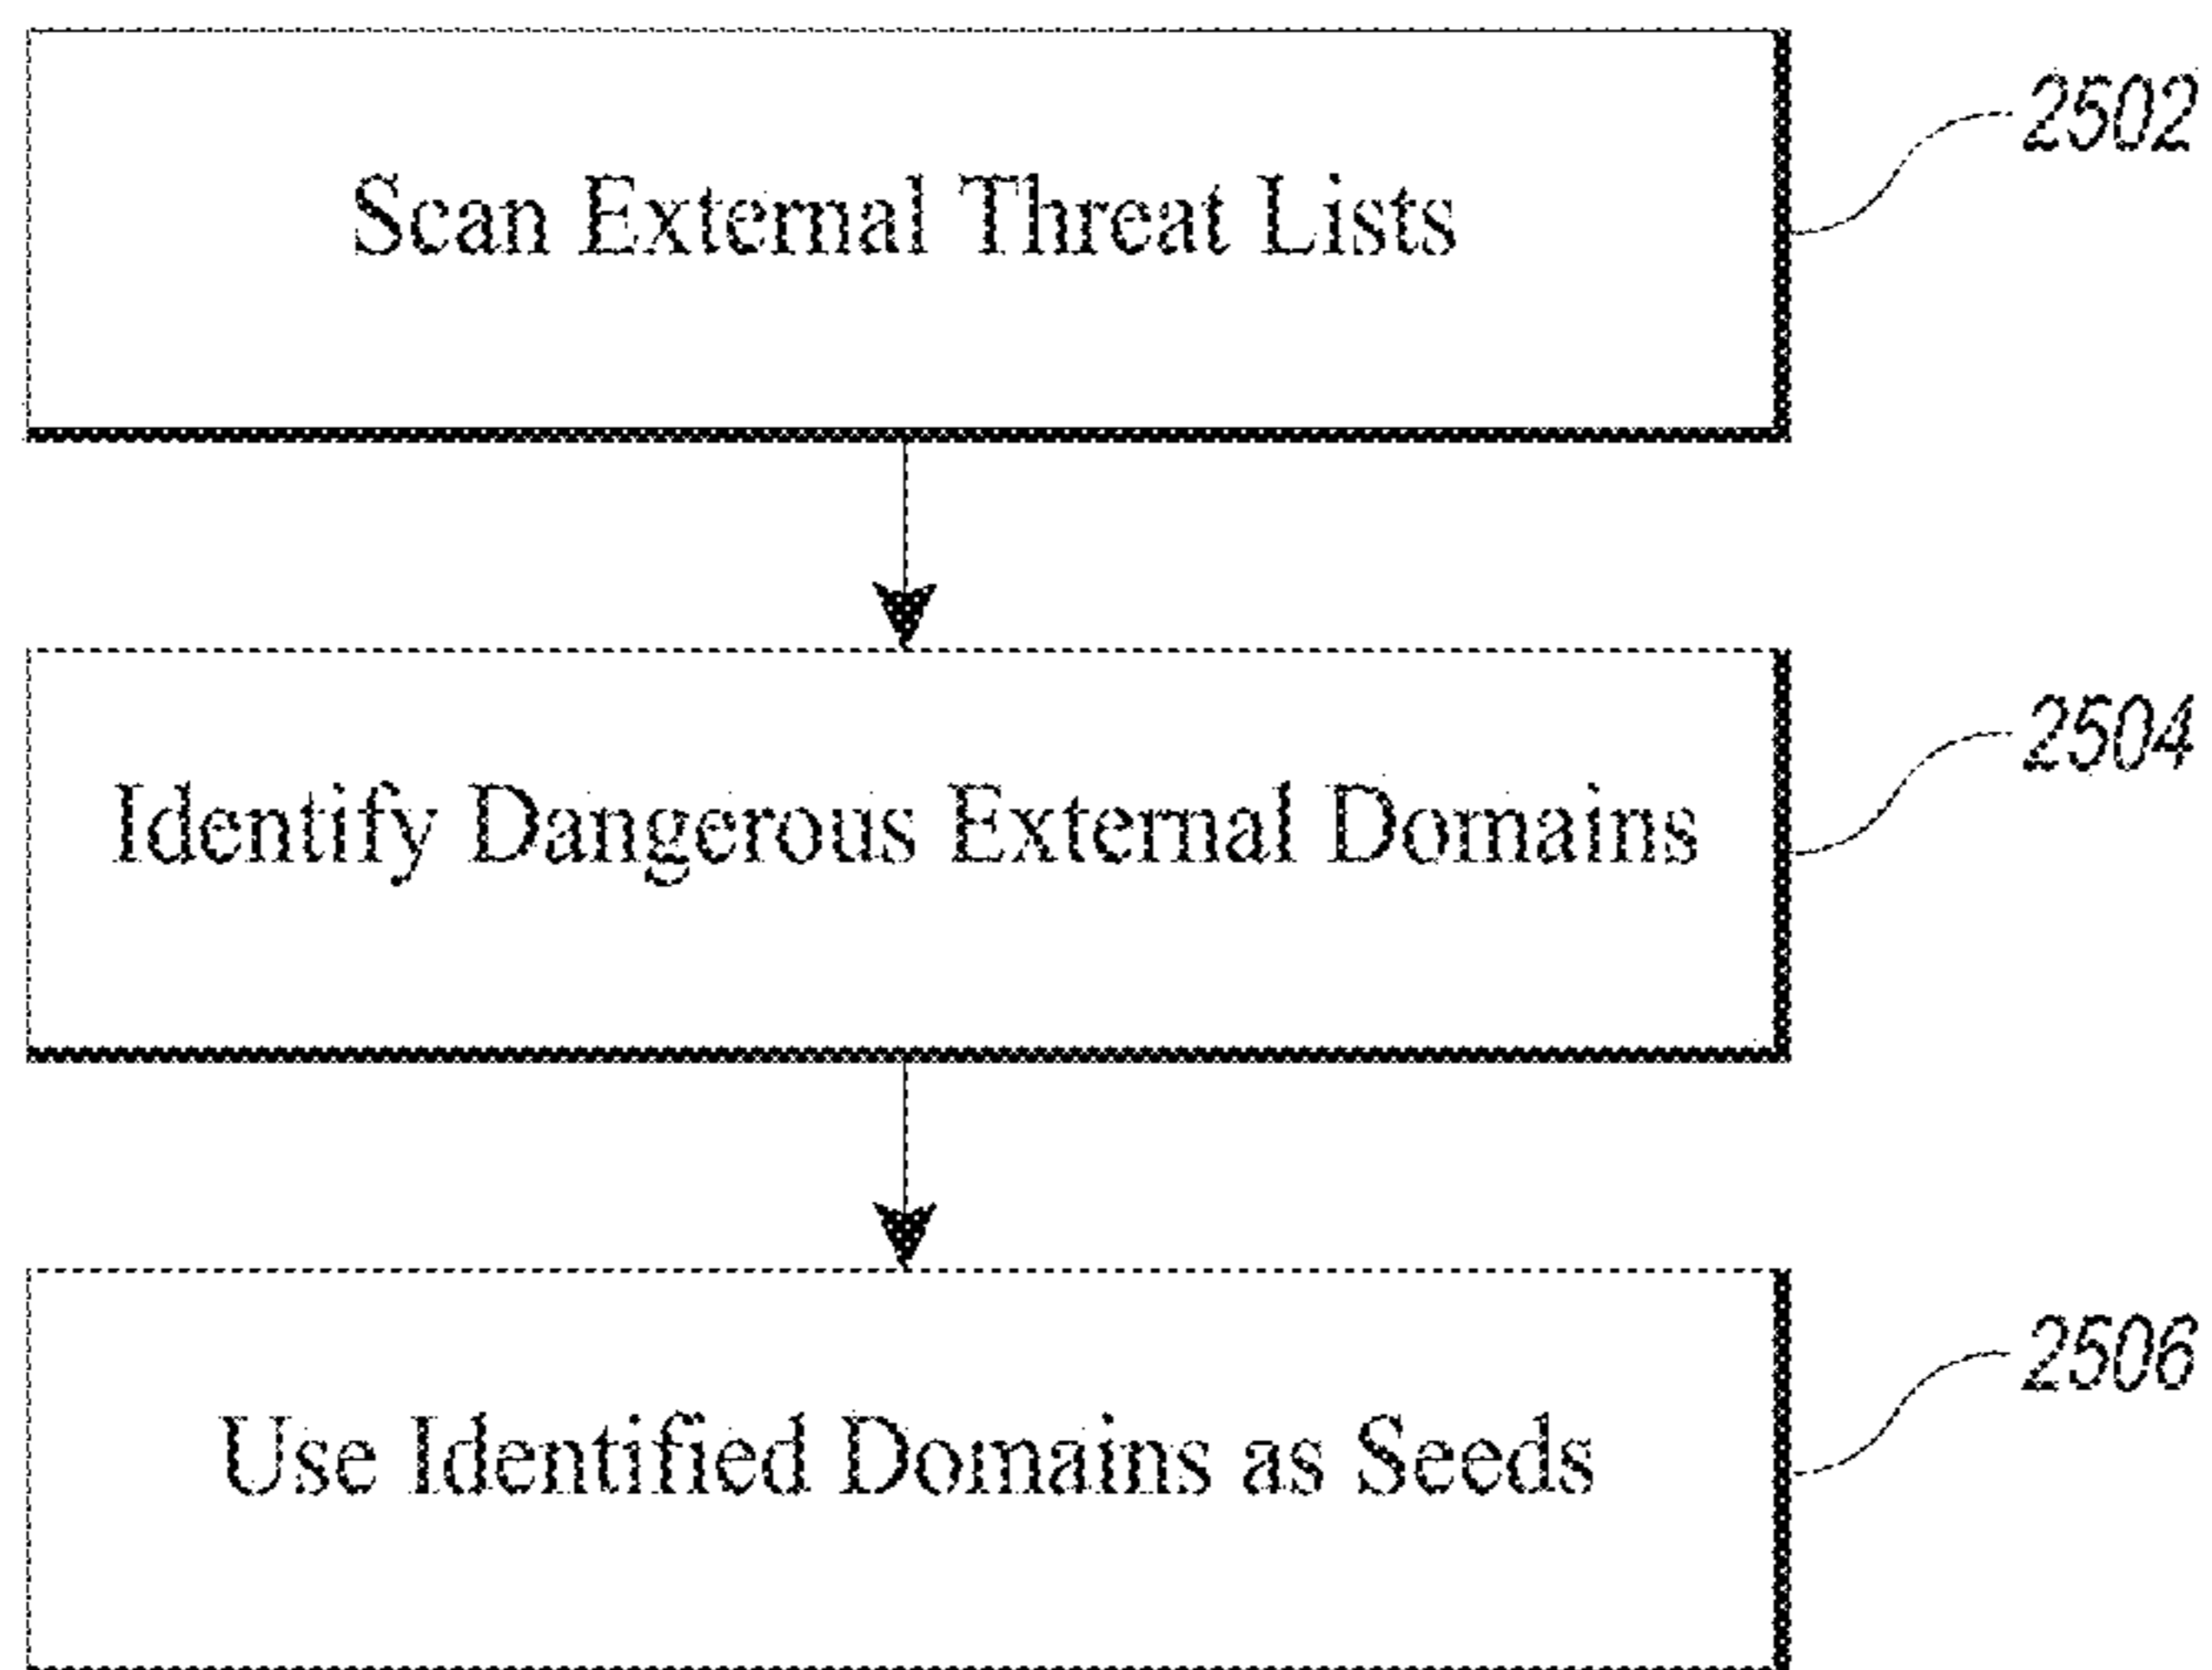 Scan External Threat Lists
2502
Identify Dangerous External Domains
2504
Use Identified Domains as Seeds
2506